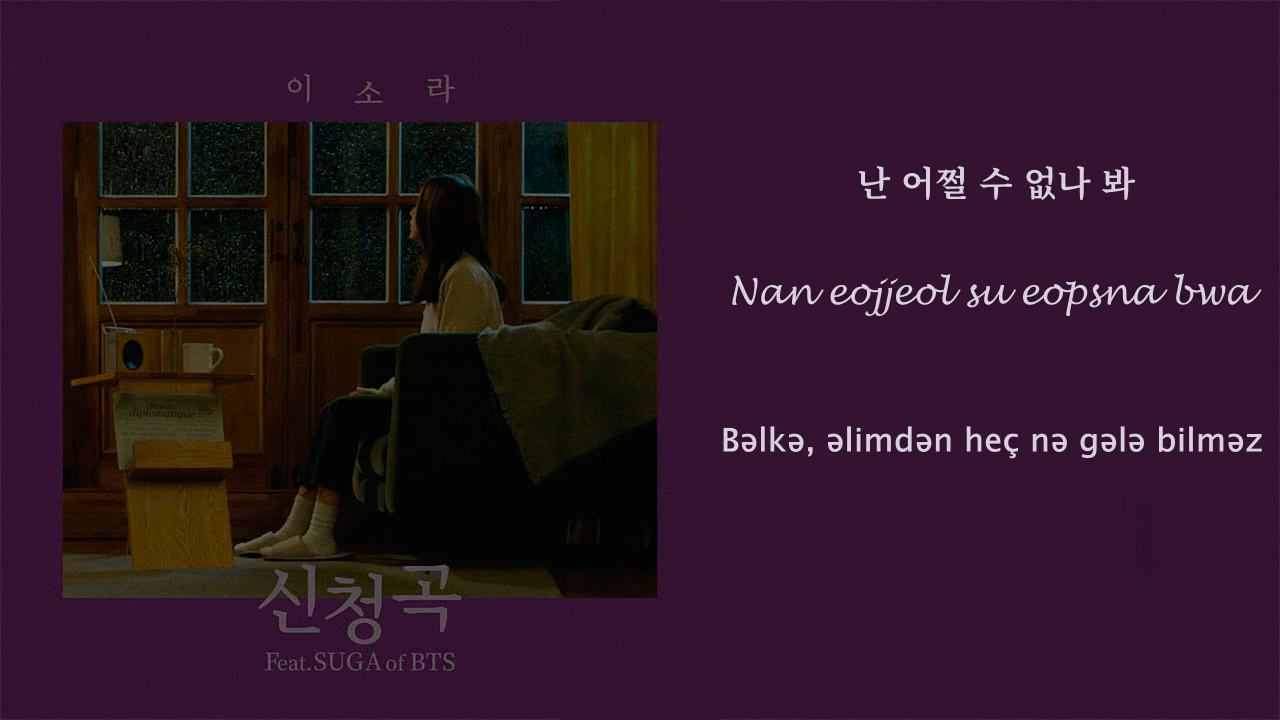 이 소 라
diplomatique
신청곡
Feat. SUGA of BTS
난 어쩔 수 없나 봐
Nan eojjeol su eopsna bwa
Bəlkə, əlimdən heç nə gələ bilməz